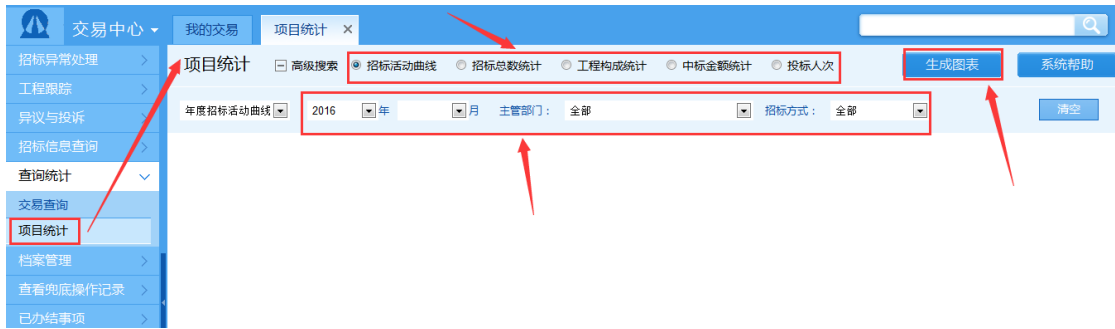 交易中心 我的交易 项目统计 ×
招标异常处理
工程跟踪
异议与投诉
招标信息查询
查询统计
交易查询
项目统计
档案管理
查看兜底操作记录
已办结事项
项目统计 高级搜索 招标活动曲线 招标总数统计 工程构成统计 中标金额统计 投标人次 生成图表 系统帮助
年度招标活动曲线 2016 年 月 主管部门： 全部 招标方式： 全部 清空